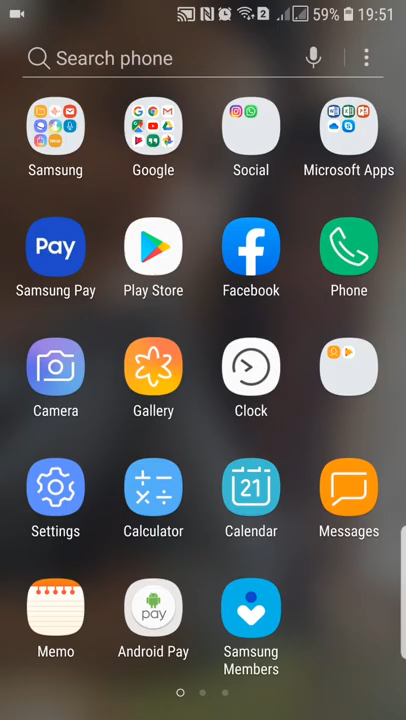 2 59% 19:51
Search phone
Samsung Google Social Microsoft Apps
Pay
Samsung Pay Play Store Facebook Phone
Camera Gallery Clock
21
Settings Calculator Calendar Messages
pay
Memo Android Pay Samsung
Members